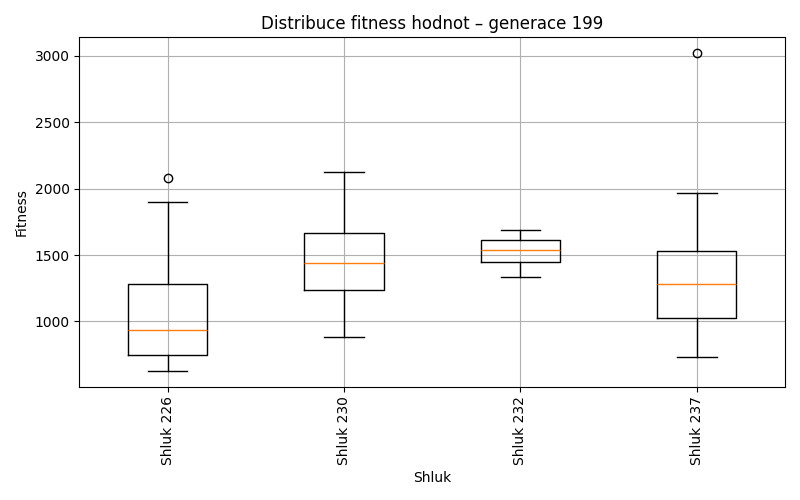 Distribuce fitness hodnot – generace 199
Fitness
3000
2500
2000
1500
1000
Shluk 226
Shluk 230
Shluk 232
Shluk 237
Shluk